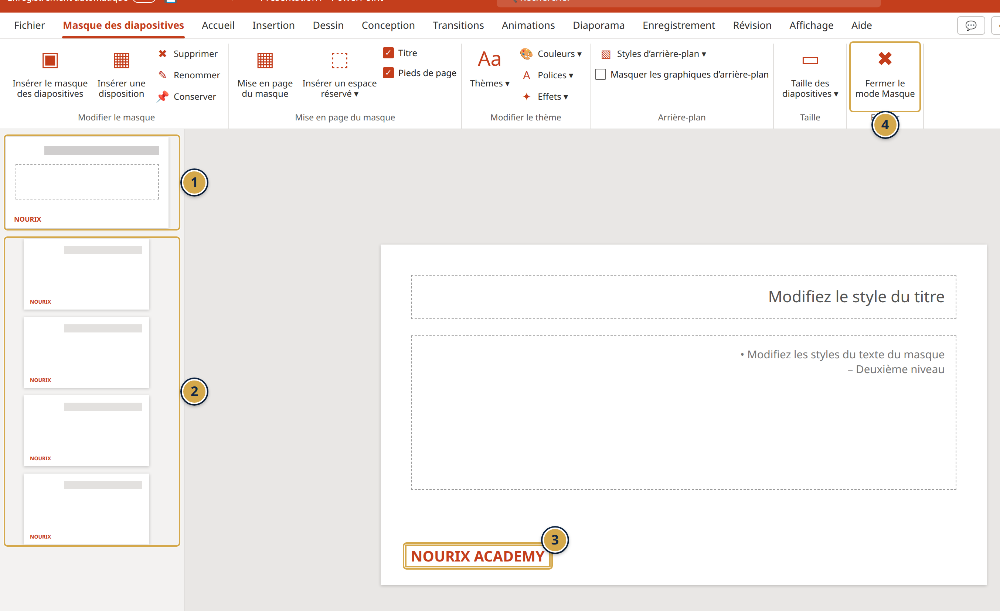 Enregistrement automatique
Présentation1 - PowerPoint
Rechercher
Fichier Masque des diapositives Accueil Insertion Dessin Conception Transitions Animations Diaporama Enregistrement Révision Affichage Aide
Insérer le masque
des diapositives
Insérer une
disposition
Supprimer
Renommer
Conserver
Modifier le masque
Mise en page
du masque
Insérer un espace
réservé ▾
Titre
Pieds de page
Mise en page du masque
Aa
Thèmes ▾
Couleurs ▾
A Polices ▾
Effets ▾
Modifier le thème
Styles d’arrière-plan ▾
Masquer les graphiques d’arrière-plan
Arrière-plan
Taille des
diapositives ▾
Taille
Fermer le
mode Masque
4
NOURIX
1
NOURIX
NOURIX
NOURIX
NOURIX
2
Modifiez le style du titre
• Modifiez les styles du texte du masque
– Deuxième niveau
NOURIX ACADEMY
3